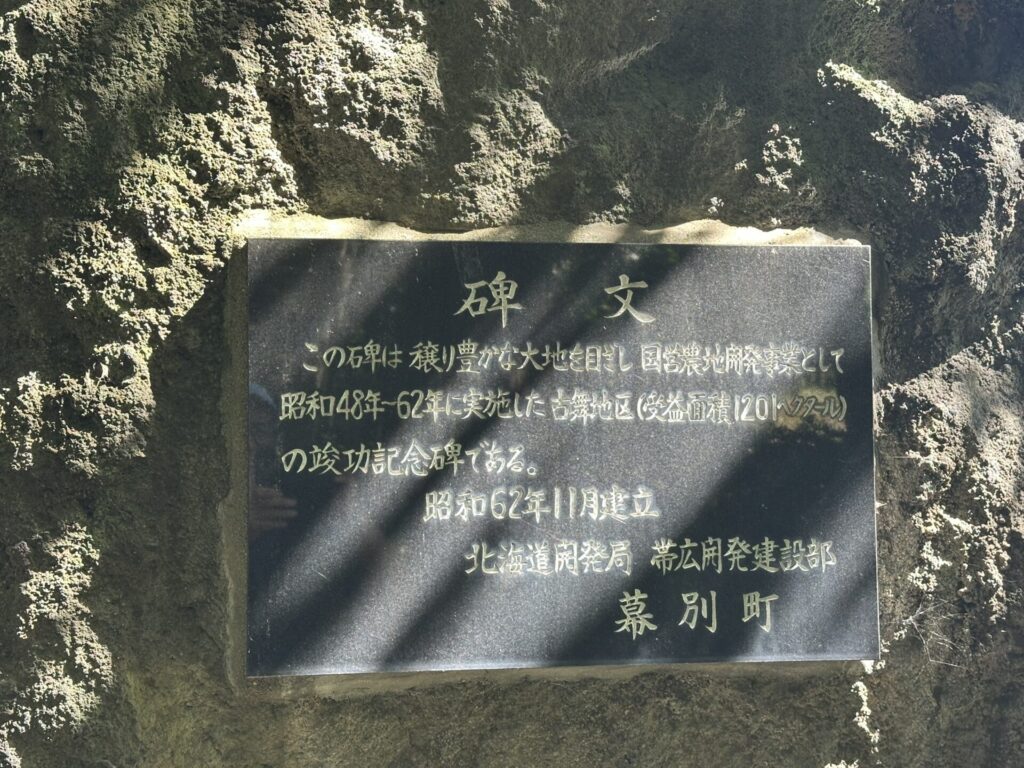 碑 文
この碑は 穣り豊かな大地を目ざし 国営農地開発事業として
昭和48年~62年に実施した 古舞地区(受益面積1201ヘクタール)
の竣功記念碑である。
昭和62年11月建立
北海道開発局 帯広開発建設部
幕別町